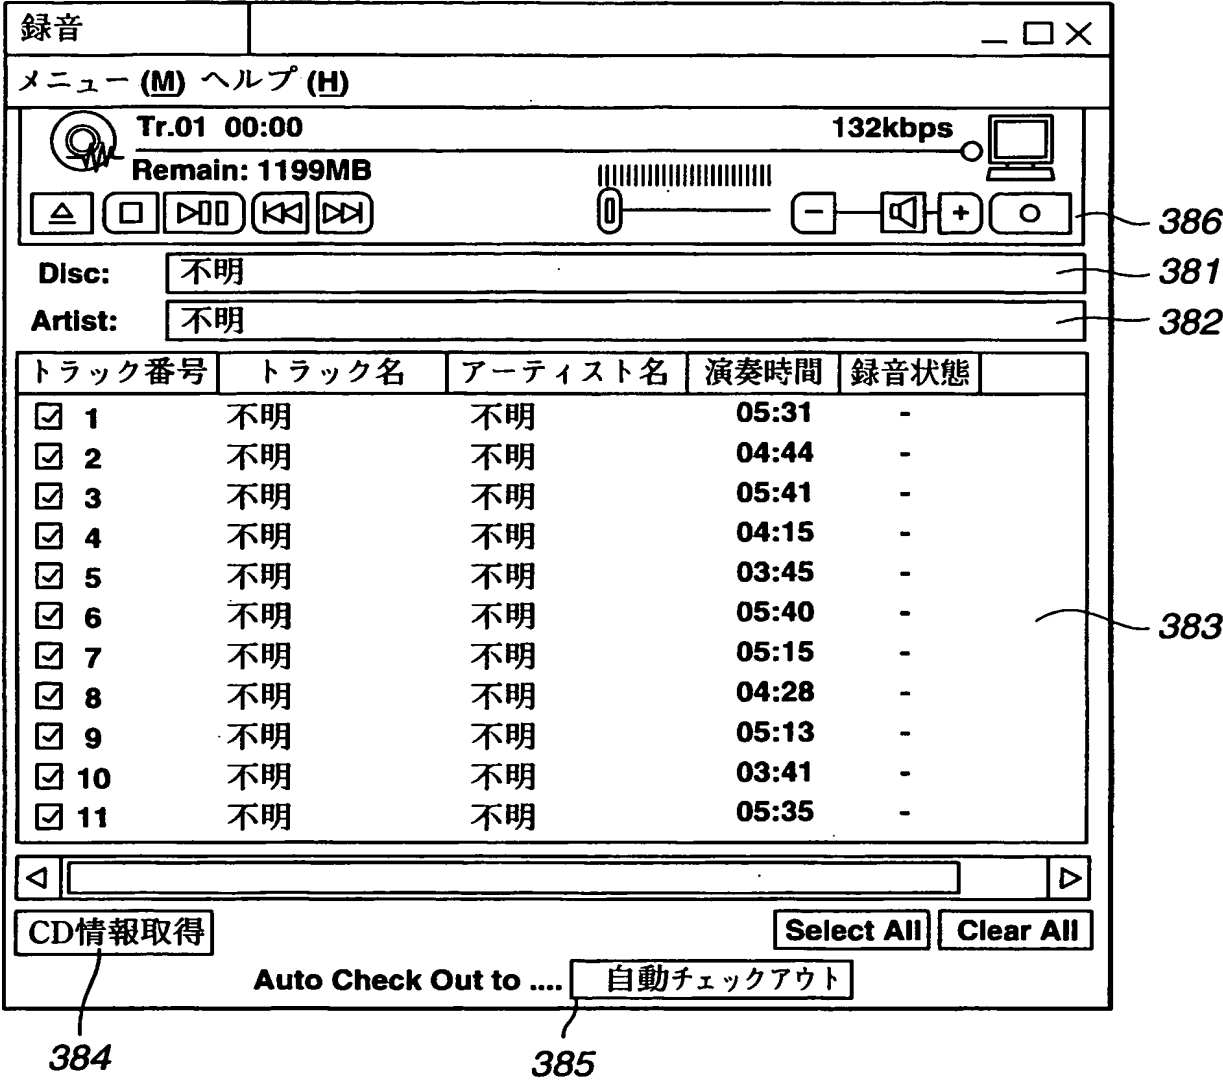 録音
メニュー (M) ヘルプ (H)
Tr.01 00:00 132kbps
Remain: 1199MB
386
Disc: 不明 381
Artist: 不明 382
トラック番号 トラック名 アーティスト名 演奏時間 録音状態
1 不明 不明 05:31 -
2 不明 不明 04:44 -
3 不明 不明 05:41 -
4 不明 不明 04:15 -
5 不明 不明 03:45 -
6 不明 不明 05:40 -
383
7 不明 不明 05:15 -
8 不明 不明 04:28 -
9 不明 不明 05:13 -
10 不明 不明 03:41 -
11 不明 不明 05:35 -
CD情報取得 Select All Clear All
Auto Check Out to .... 自動チェックアウト
384 385